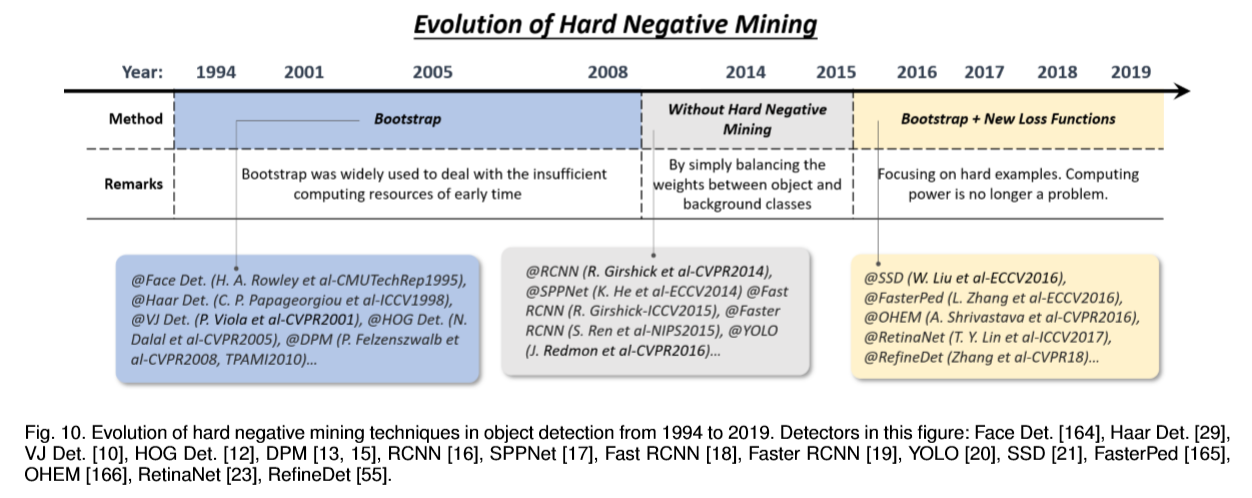 Evolution of Hard Negative Mining
Year: 1994 2001 2005 2008 2014 2015 2016 2017 2018 2019
Method
Bootstrap
Without Hard Negative
Mining
Bootstrap + New Loss Functions
Remarks
Bootstrap was widely used to deal with the insufficient
computing resources of early time
By simply balancing the
weights between object and
background classes
Focusing on hard examples. Computing
power is no longer a problem.
@Face Det. (H. A. Rowley et al-CMUTechRep1995),
@Haar Det. (C. P. Papageorgiou et al-ICCV1998),
@VJ Det. (P. Viola et al-CVPR2001), @HOG Det. (N.
Dalal et al-CVPR2005), @DPM (P. Felzenszwalb et
al-CVPR2008, TPAMI2010)...
@RCNN (R. Girshick et al-CVPR2014),
@SPPNet (K. He et al-ECCV2014) @Fast
RCNN (R. Girshick-ICCV2015), @Faster
RCNN (S. Ren et al-NIPS2015), @YOLO
(J. Redmon et al-CVPR2016)...
@SSD (W. Liu et al-ECCV2016),
@FasterPed (L. Zhang et al-ECCV2016),
@OHEM (A. Shrivastava et al-CVPR2016),
@RetinaNet (T. Y. Lin et al-ICCV2017),
@RefineDet (Zhang et al-CVPR18)...
Fig. 10. Evolution of hard negative mining techniques in object detection from 1994 to 2019. Detectors in this figure: Face Det. [164], Haar Det. [29],
VJ Det. [10], HOG Det. [12], DPM [13, 15], RCNN [16], SPPNet [17], Fast RCNN [18], Faster RCNN [19], YOLO [20], SSD [21], FasterPed [165],
OHEM [166], RetinaNet [23], RefineDet [55].